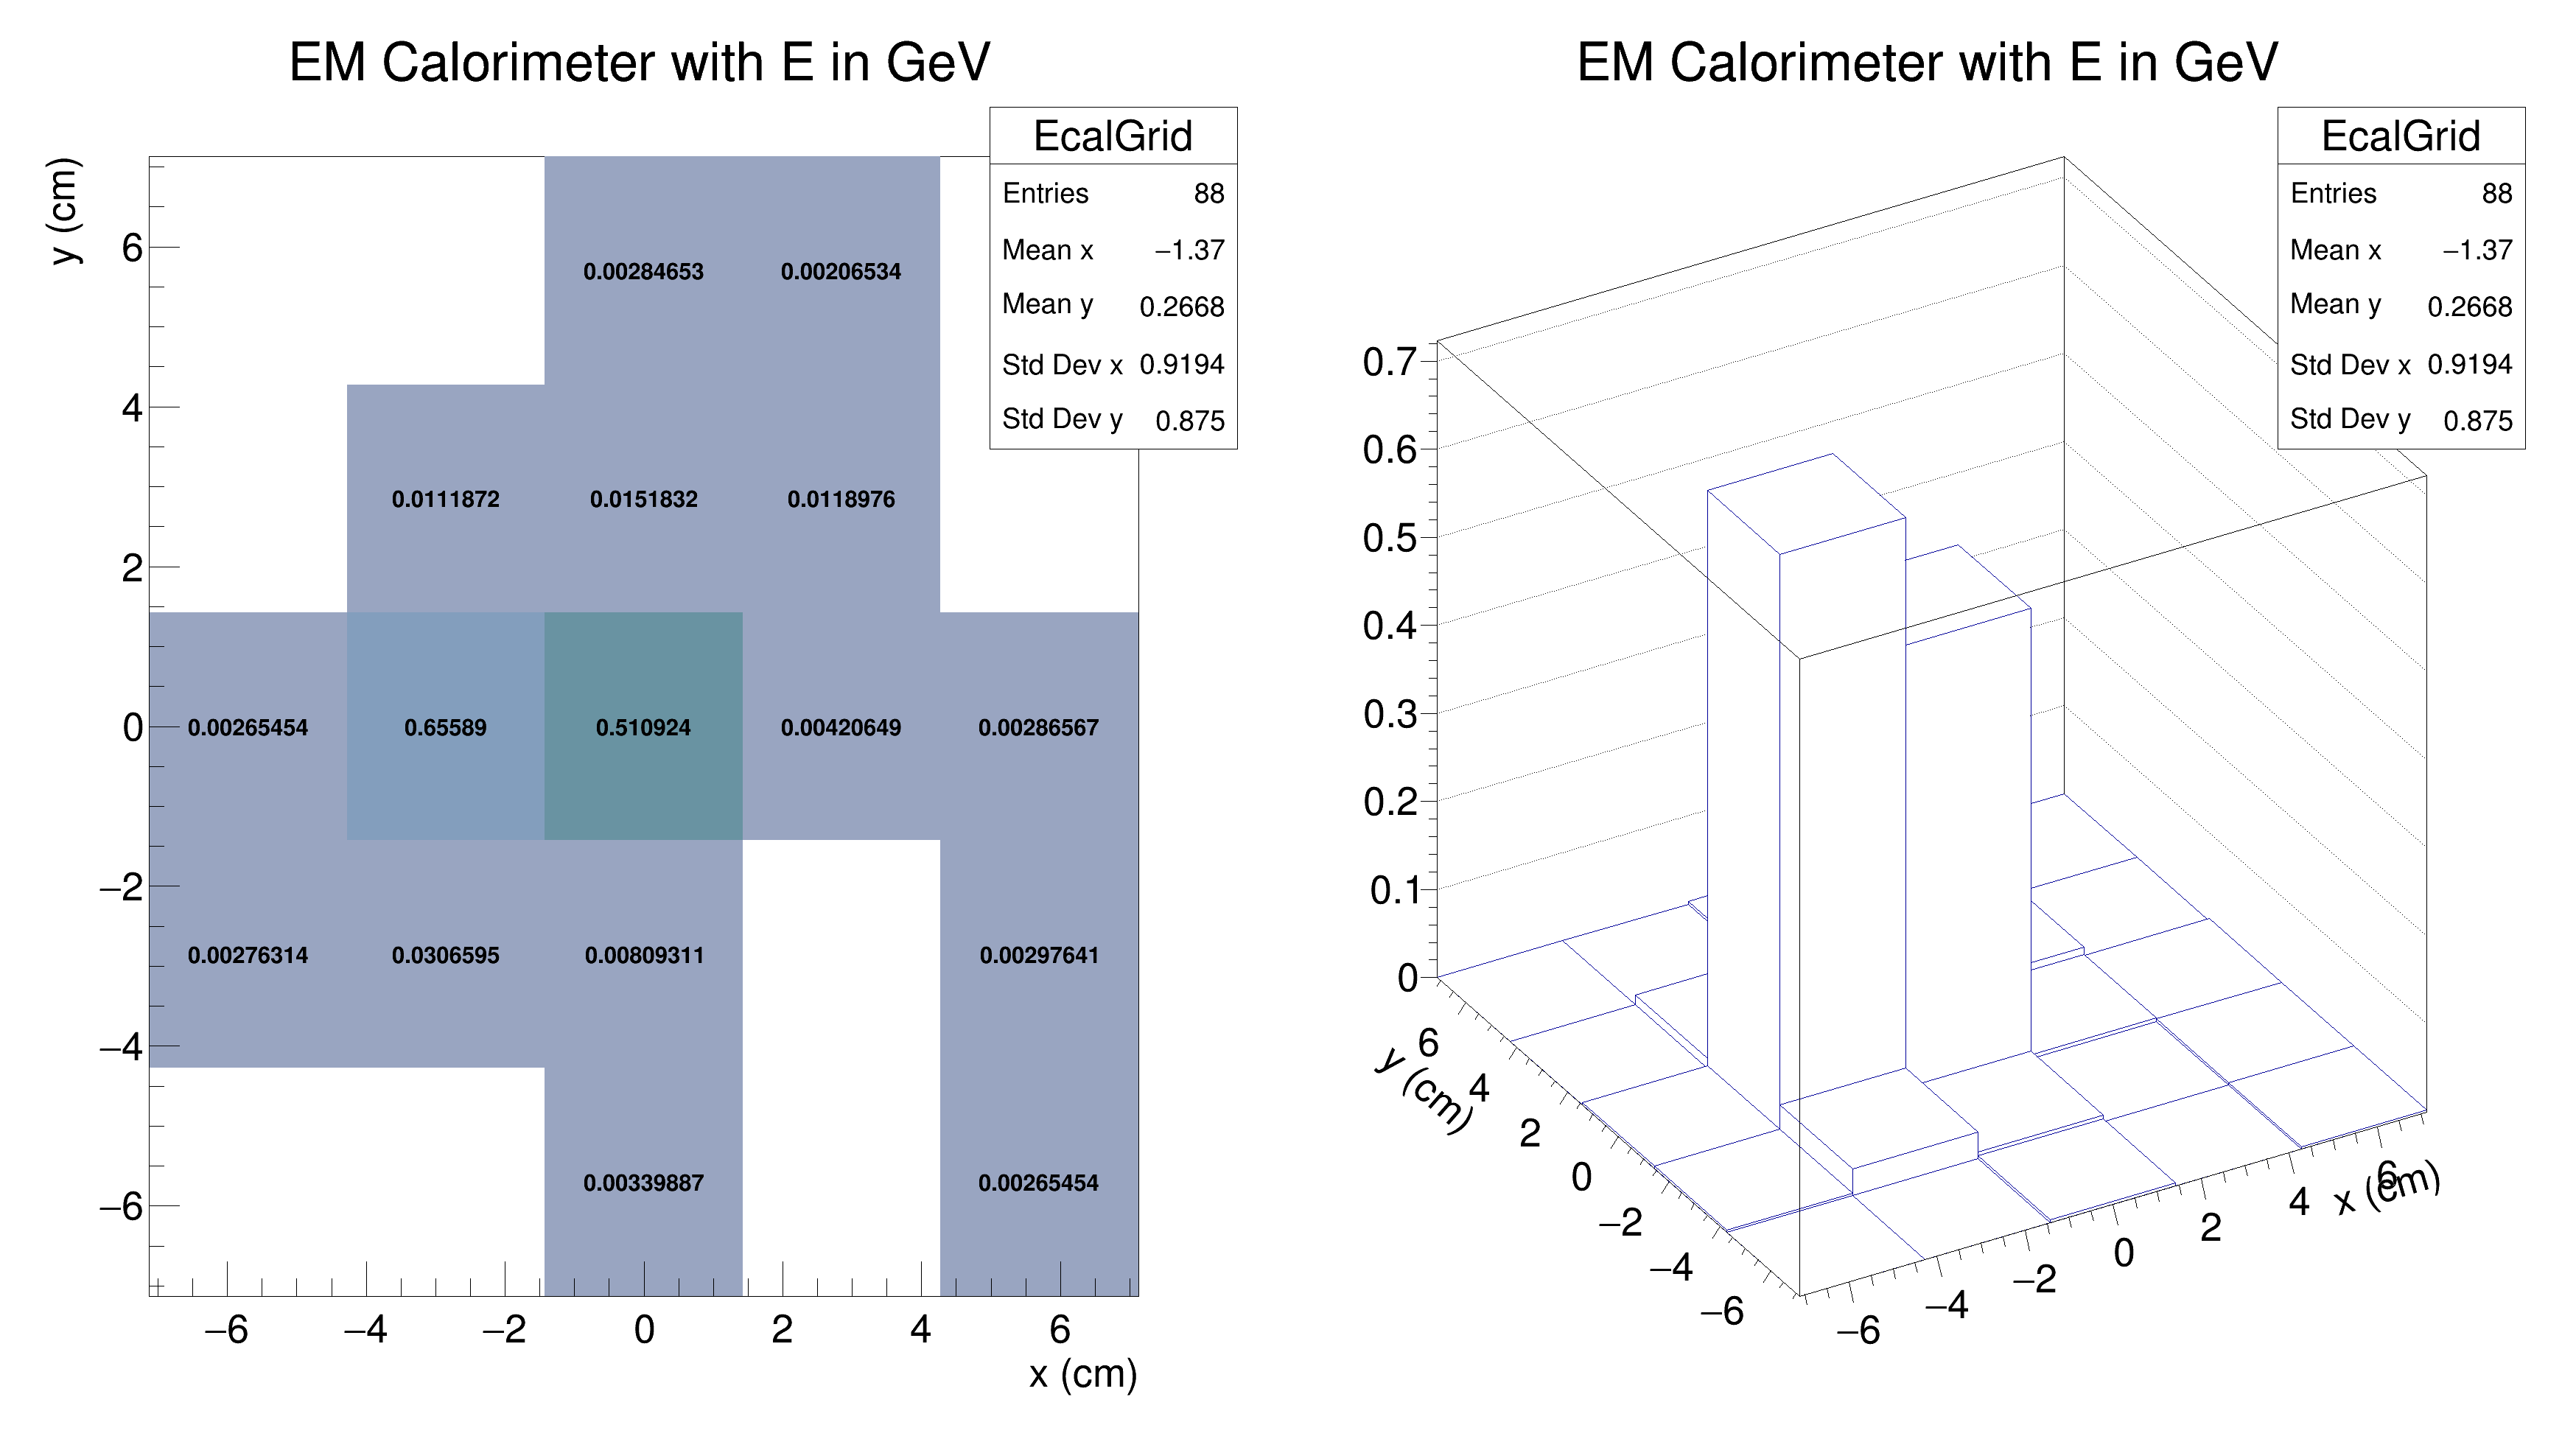 EM Calorimeter with E in GeV
EcalGrid
Entries 88
Mean x −1.37
Mean y 0.2668
Std Dev x 0.9194
Std Dev y 0.875
y (cm)
6
4
2
0
−2
−4
−6
0.00284653 0.00206534
0.0111872 0.0151832 0.0118976
0.00265454 0.65589 0.510924 0.00420649 0.00286567
0.00276314 0.0306595 0.00809311 0.00297641
0.00339887 0.00265454
−6 −4 −2 0 2 4 6
x (cm)
EM Calorimeter with E in GeV
EcalGrid
Entries 88
Mean x −1.37
Mean y 0.2668
Std Dev x 0.9194
Std Dev y 0.875
0.7
0.6
0.5
0.4
0.3
0.2
0.1
0
6
4
2
0
−2
−4
−6
y (cm)
−6
−4
−2
0
2
4
6
x (cm)